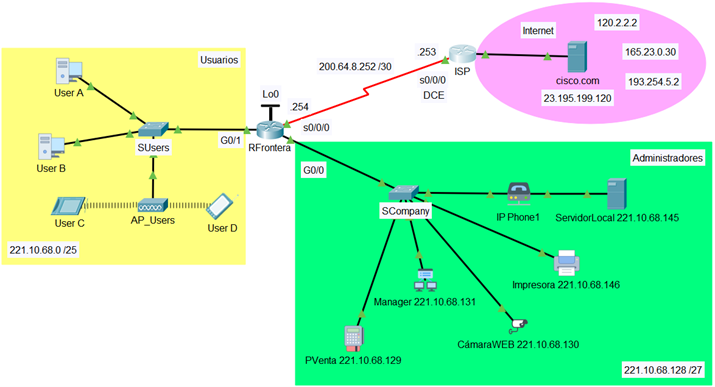 Usuarios
User A
User B
SUsers
User C
AP_Users
User D
221.10.68.0 /25
G0/1
Lo0
.254
s0/0/0
RFrontera
G0/0
200.64.8.252 /30
.253
ISP
s0/0/0
DCE
Internet
120.2.2.2
165.23.0.30
cisco.com
193.254.5.2
23.195.199.120
Administradores
SCompany
IP Phone1
ServidorLocal 221.10.68.145
Impresora 221.10.68.146
Manager 221.10.68.131
CámaraWEB 221.10.68.130
PVenta 221.10.68.129
221.10.68.128 /27